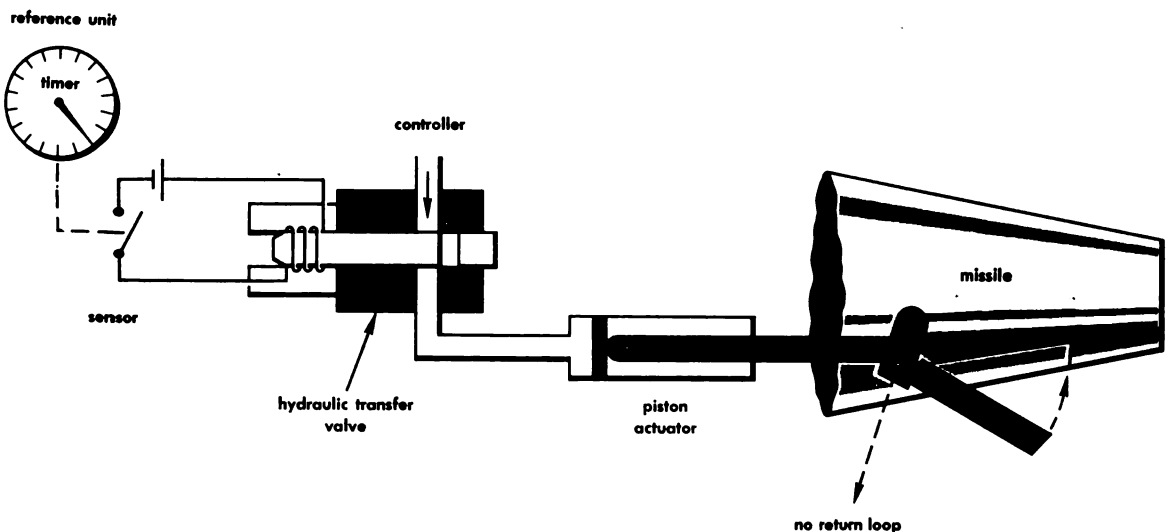 reference unit
timer
controller
sensor
hydraulic transfer
valve
piston
actuator
missile
no return loop